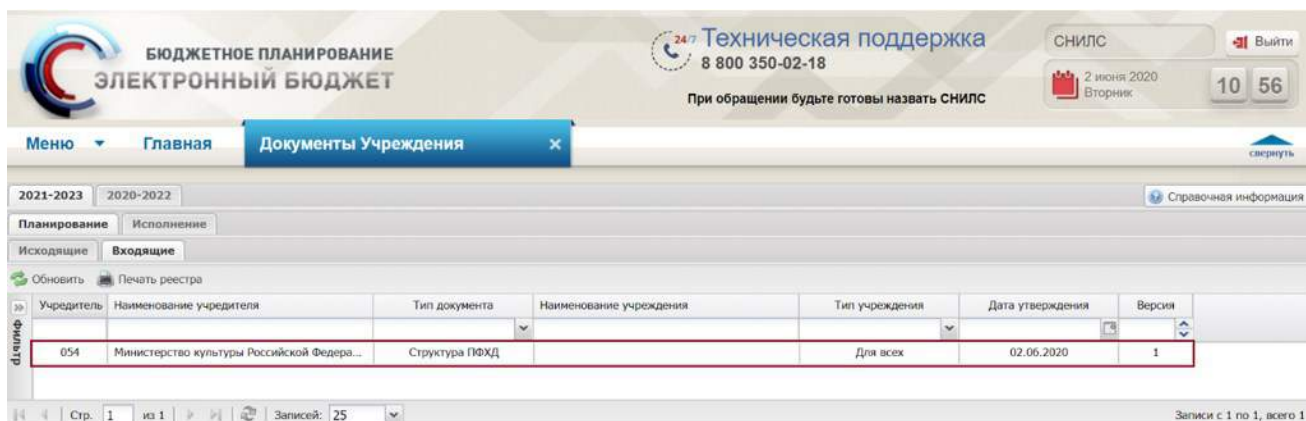 БЮДЖЕТНОЕ ПЛАНИРОВАНИЕ
ЭЛЕКТРОННЫЙ БЮДЖЕТ
24/7 Техническая поддержка
8 800 350-02-18
При обращении будьте готовы назвать СНИЛС
СНИЛС
Выйти
2 июня 2020
Вторник
10 56
Меню Главная Документы Учреждения
свернуть
2021-2023 2020-2022 Справочная информация
Планирование Исполнение
Исходящие Входящие
Обновить Печать реестра
Фильтр
Учредитель Наименование учредителя Тип документа Наименование учреждения Тип учреждения Дата утверждения Версия
054 Министерство культуры Российской Федера... Структура ПФХД Для всех 02.06.2020 1
Стр. 1 из 1 Записей: 25 Записи с 1 по 1, всего 1